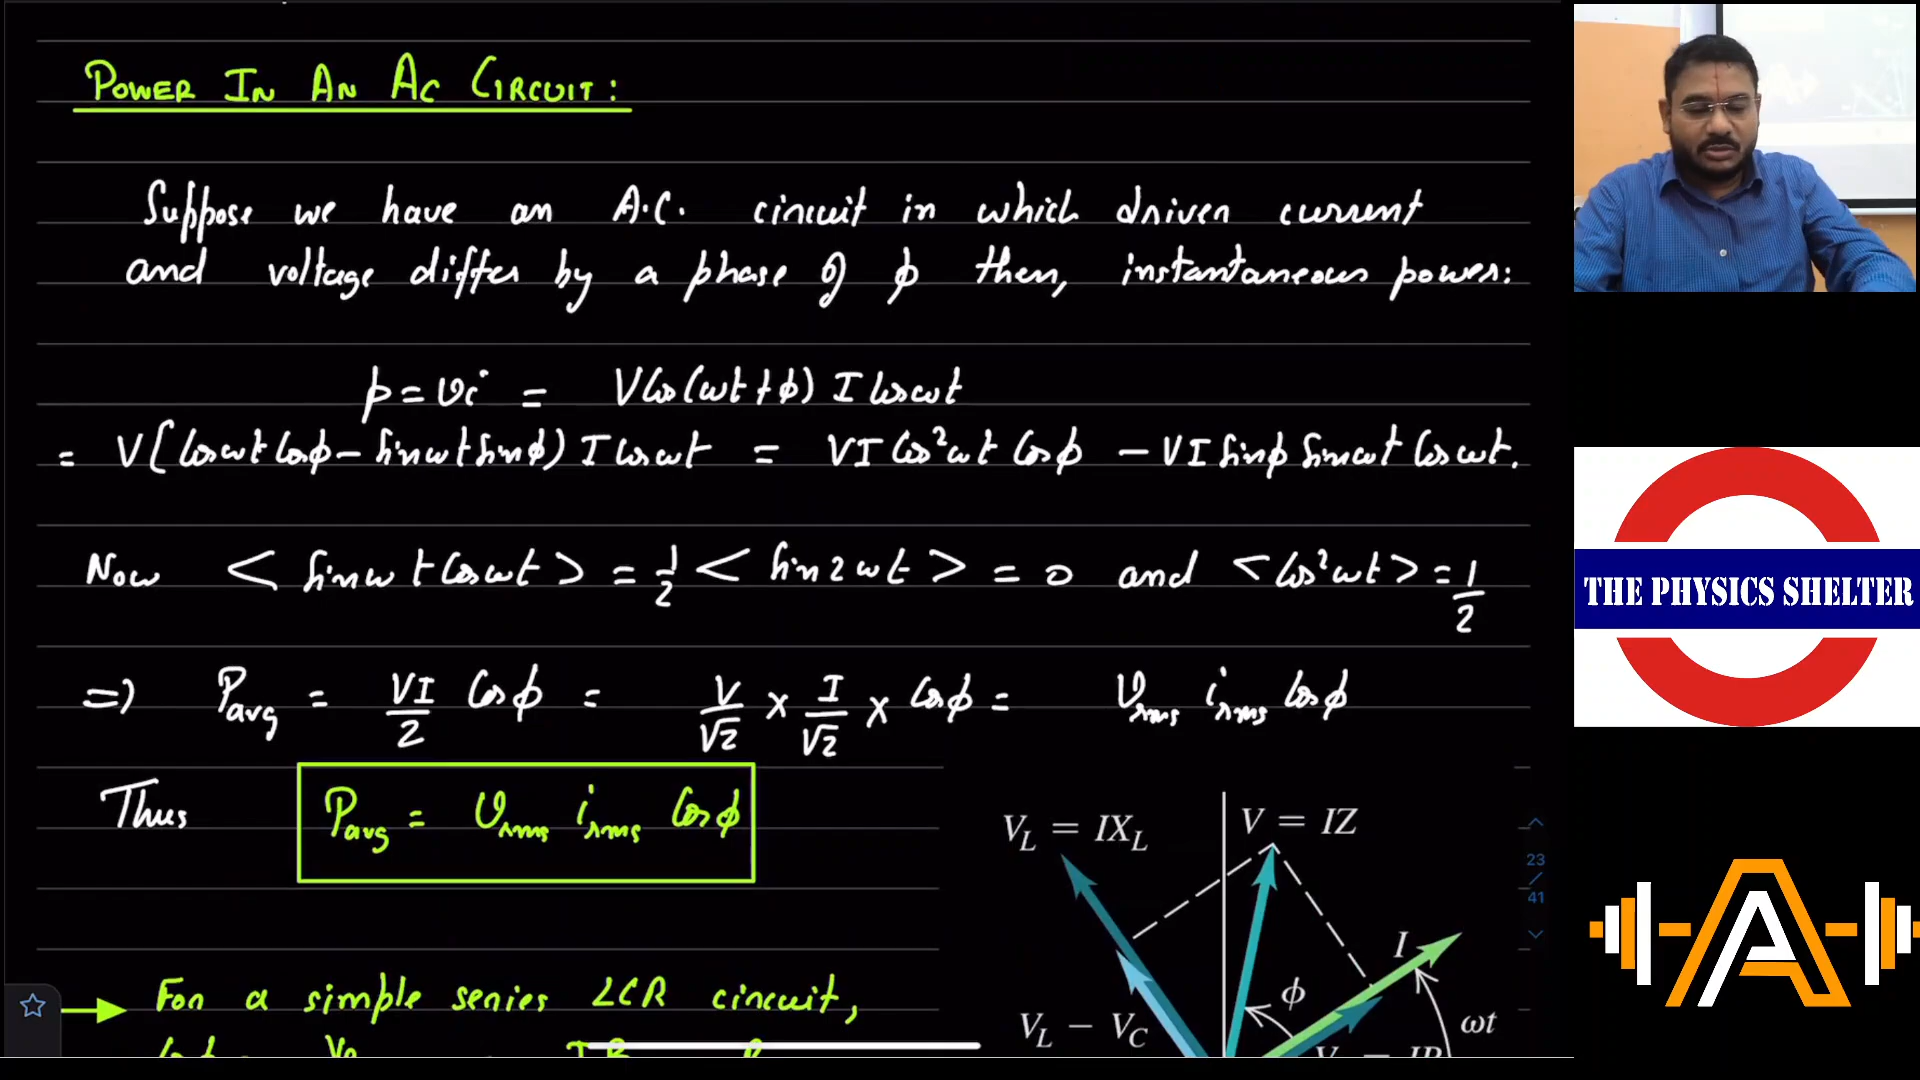 POWER IN AN AC CIRCUIT:
Suppose we have an A.C. circuit in which driven current
and voltage differ by a phase of ϕ then, instantaneous power:
p = vi = V Cos(ωt+ϕ) I Cosωt
= V[Cosωt Cosϕ - Sinωt Sinϕ) I Cosωt = VI Cos²ωt Cosϕ - VI Sinϕ Sinωt Cosωt.
Now < Sinωt Cosωt > = 1/2 < Sin2ωt > = 0 and <Cos²ωt> = 1/2
=> Pavg = VI/2 Cosϕ = V/√2 × I/√2 × Cosϕ = Vrms irms Cosϕ
Thus Pavg = Vrms irms Cosϕ
V_L = IX_L
V = IZ
I
ϕ
V_L − V_C
ωt
For a simple series LCR circuit,
23
/
41
THE PHYSICS SHELTER
A